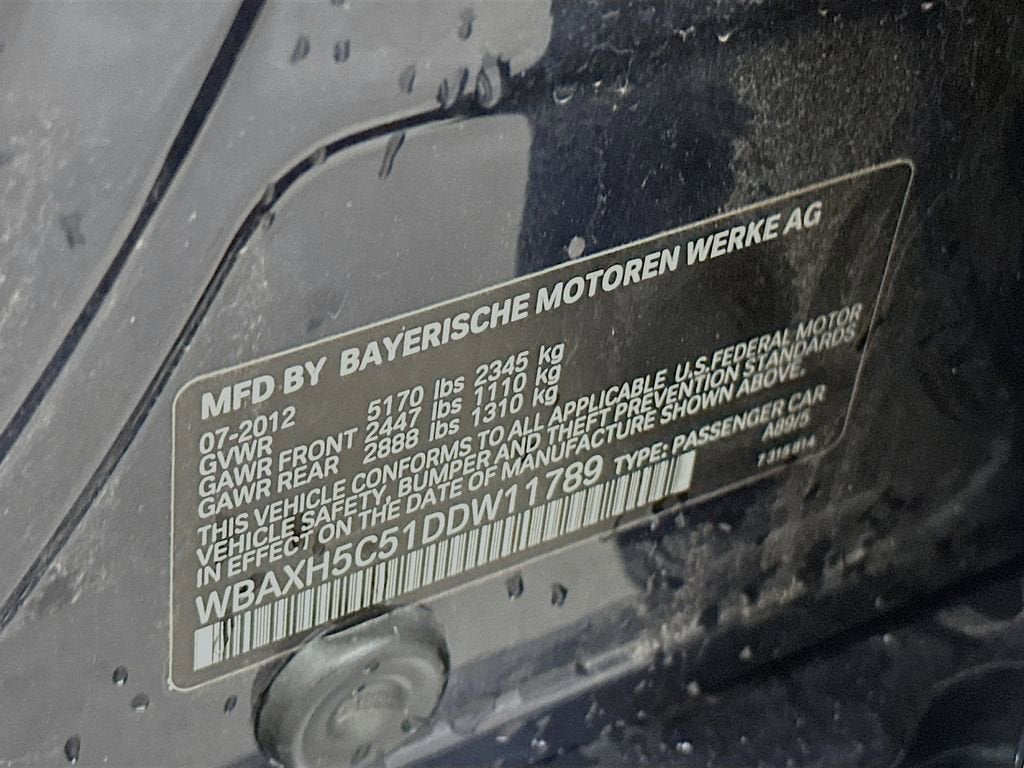 MFD BY BAYERISCHE MOTOREN WERKE AG
07-2012
GVWR 5170 lbs 2345 kg
GAWR FRONT 2447 lbs 1110 kg
GAWR REAR 2888 lbs 1310 kg
THIS VEHICLE CONFORMS TO ALL APPLICABLE U.S.FEDERAL MOTOR
VEHICLE SAFETY, BUMPER AND THEFT PREVENTION STANDARDS
IN EFFECT ON THE DATE OF MANUFACTURE SHOWN ABOVE.
WBAXH5C51DDW11789 TYPE: PASSENGER CAR